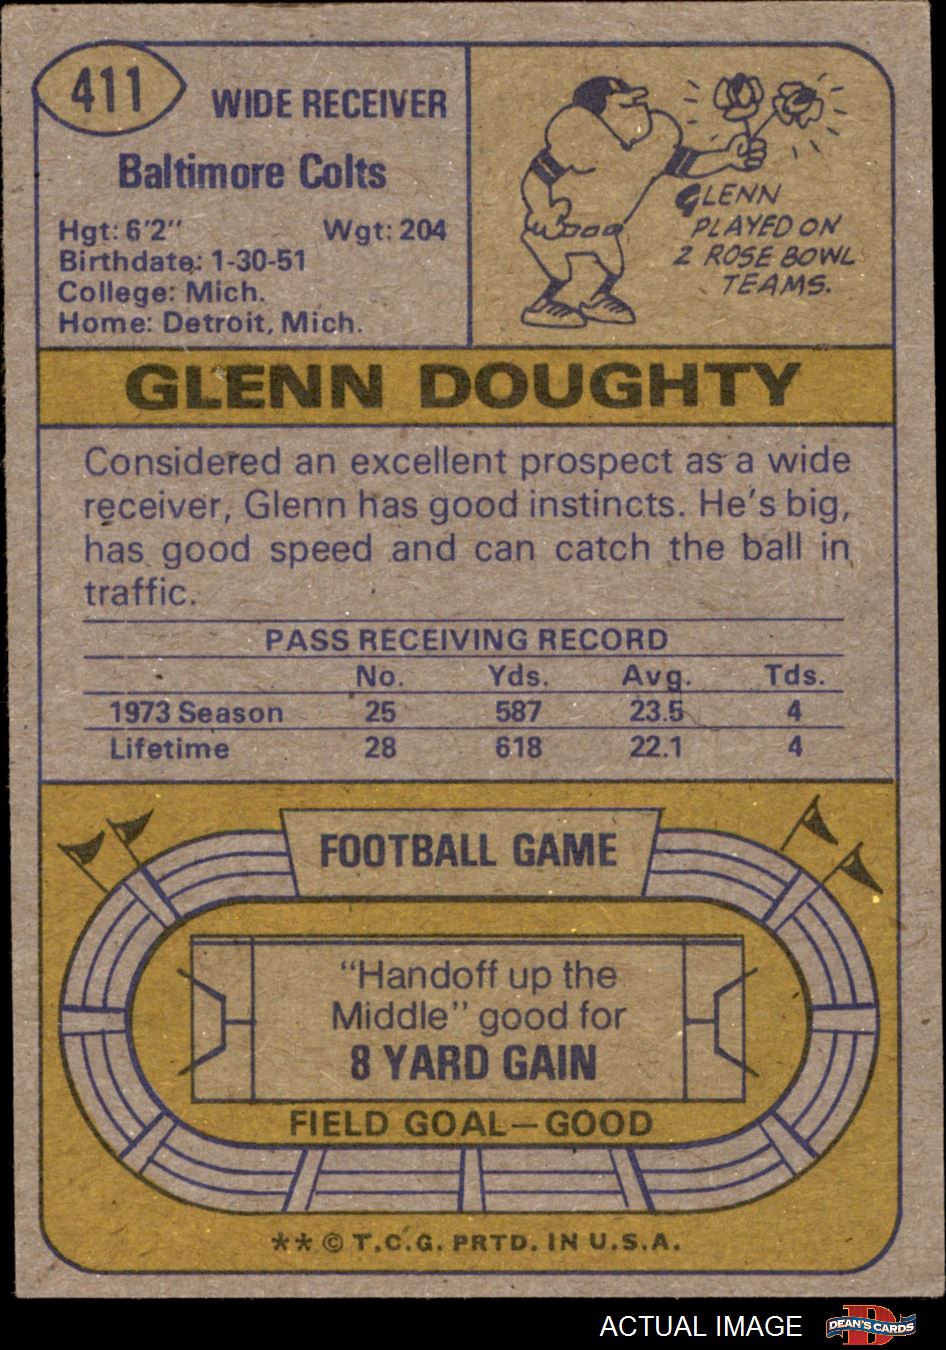 411
WIDE RECEIVER
Baltimore Colts
Hgt: 6'2" Wgt: 204
Birthdate: 1-30-51
College: Mich.
Home: Detroit, Mich.
GLENN
PLAYED ON
2 ROSE BOWL
TEAMS.
GLENN DOUGHTY
Considered an excellent prospect as a wide
receiver, Glenn has good instincts. He's big,
has good speed and can catch the ball in
traffic.
PASS RECEIVING RECORD
No. Yds. Avg. Tds.
1973 Season 25 587 23.5 4
Lifetime 28 618 22.1 4
FOOTBALL GAME
"Handoff up the
Middle" good for
8 YARD GAIN
FIELD GOAL—GOOD
** © T.C.G. PRTD. IN U.S.A.
ACTUAL IMAGE
D
DEAN'S CARDS